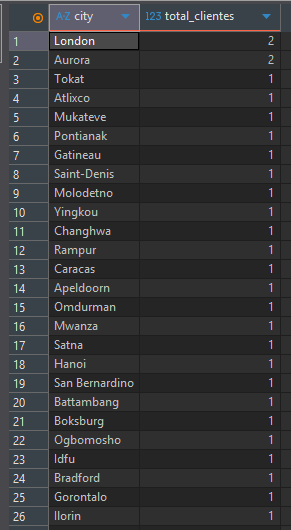 A-Z city 123 total_clientes
1 London 2
2 Aurora 2
3 Tokat 1
4 Atlixco 1
5 Mukateve 1
6 Pontianak 1
7 Gatineau 1
8 Saint-Denis 1
9 Molodetno 1
10 Yingkou 1
11 Changhwa 1
12 Rampur 1
13 Caracas 1
14 Apeldoorn 1
15 Omdurman 1
16 Mwanza 1
17 Satna 1
18 Hanoi 1
19 San Bernardino 1
20 Battambang 1
21 Boksburg 1
22 Ogbomosho 1
23 Idfu 1
24 Bradford 1
25 Gorontalo 1
26 Ilorin 1